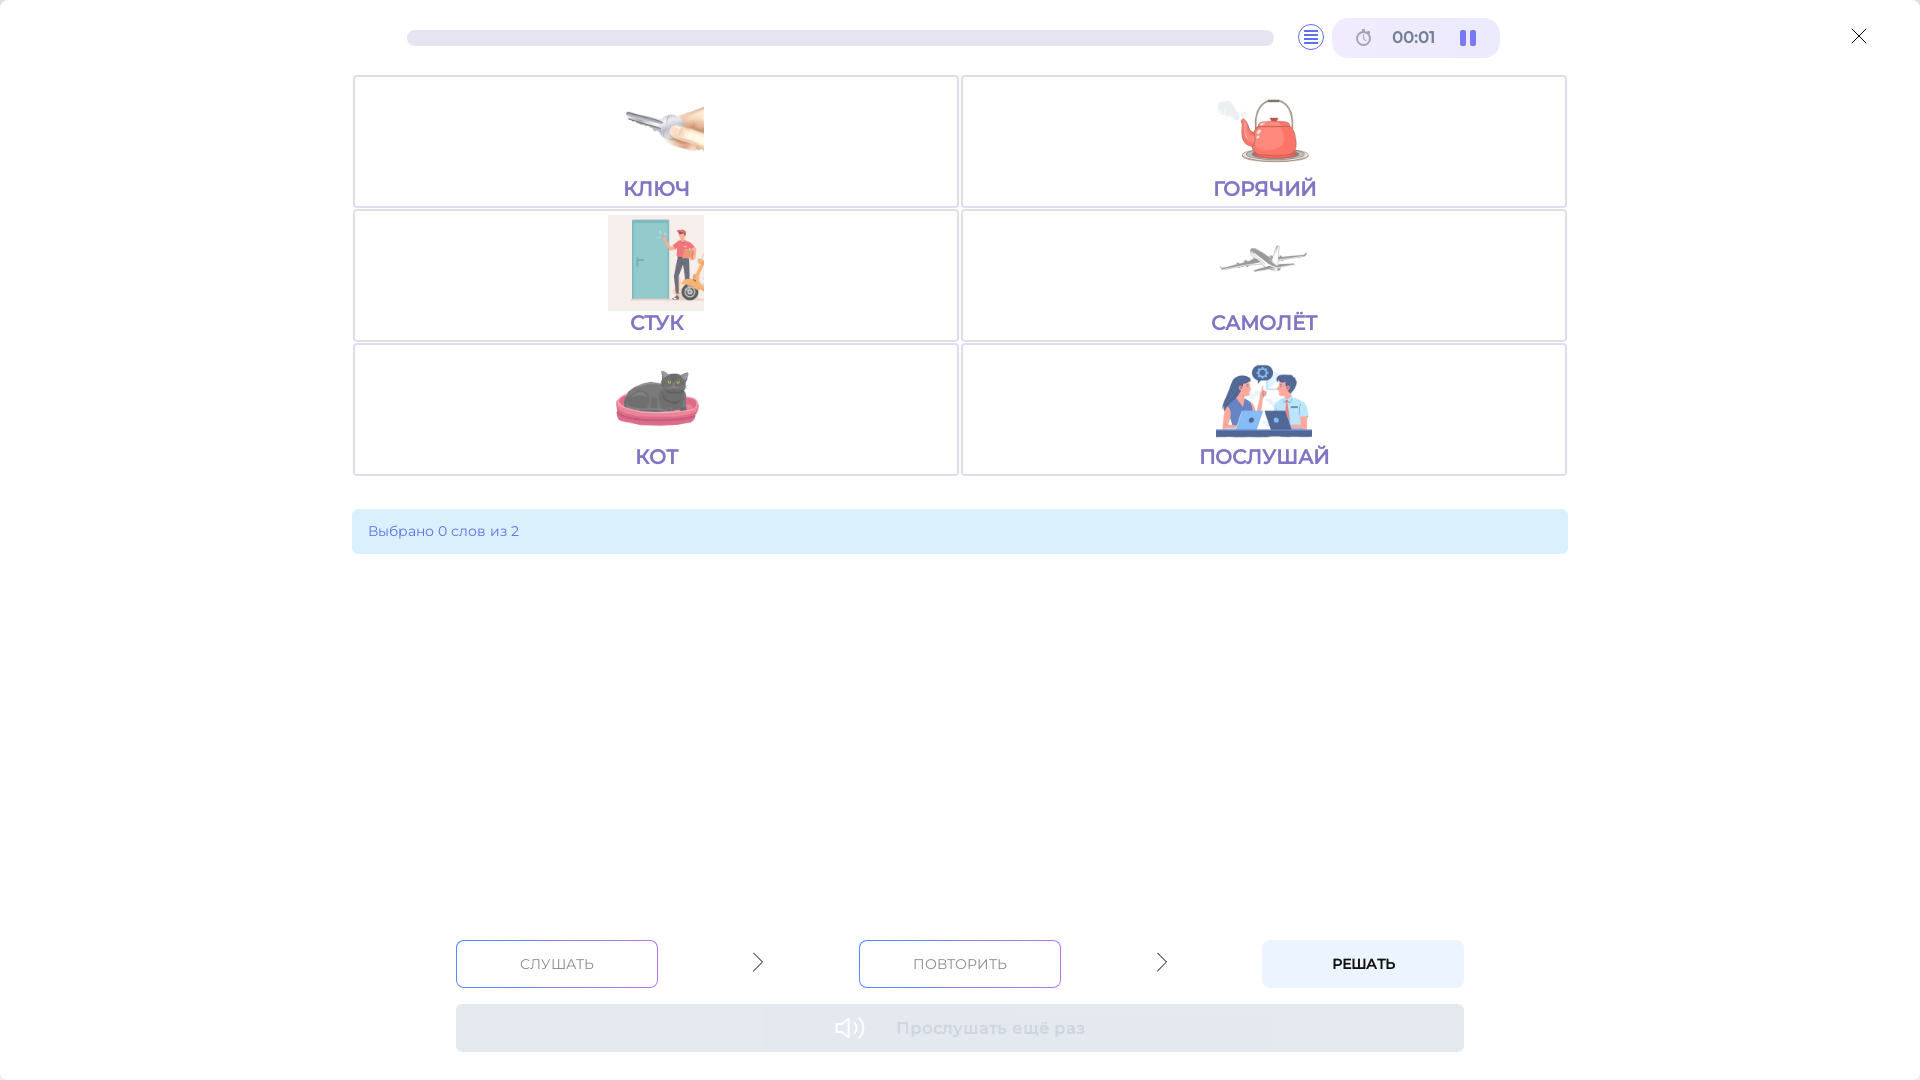 00:01
КЛЮЧ
ГОРЯЧИЙ
СТУК
САМОЛЁТ
КОТ
ПОСЛУШАЙ
Выбрано 0 слов из 2
СЛУШАТЬ
ПОВТОРИТЬ
РЕШАТЬ
Прослушать ещё раз